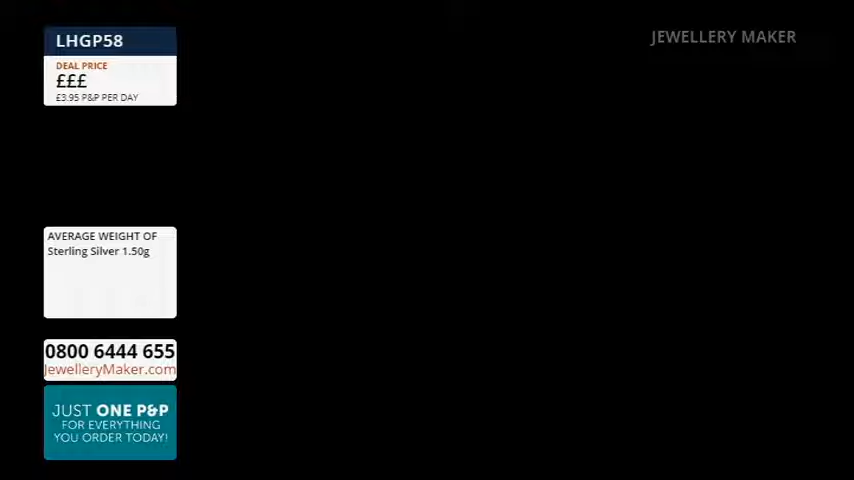 LHGP58
JEWELLERY MAKER
DEAL PRICE
£££
£3.95 P&P PER DAY
AVERAGE WEIGHT OF
Sterling Silver 1.50g
0800 6444 655
JewelleryMaker.com
JUST ONE P&P
FOR EVERYTHING
YOU ORDER TODAY!